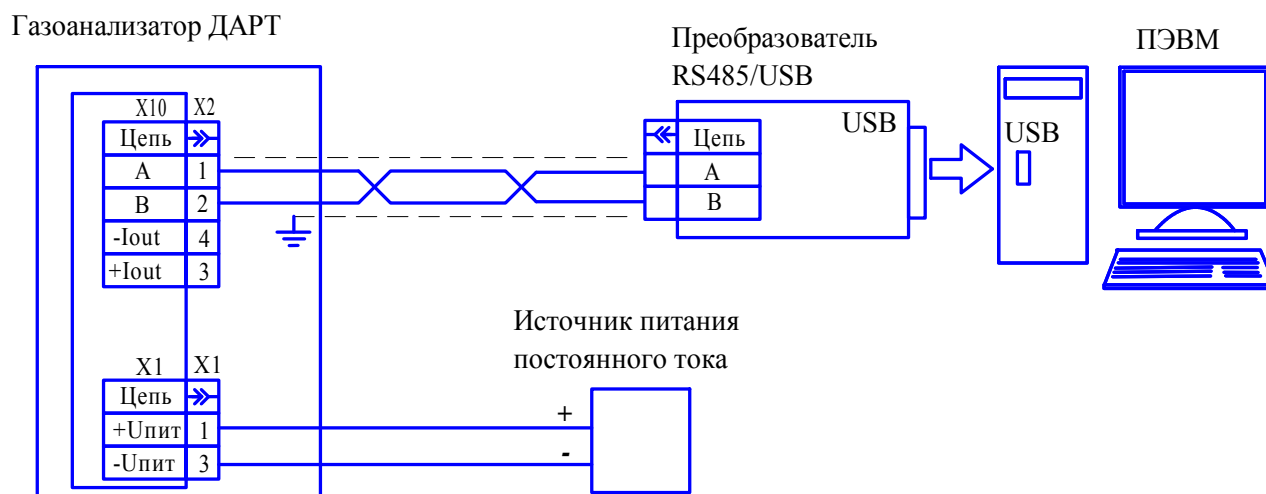 Газоанализатор ДАРТ
Преобразователь
RS485/USB
ПЭВМ
X10 X2
Цепь
A 1
B 2
-Iout 4
+Iout 3
Цепь
A
B
USB
USB
Источник питания
постоянного тока
X1 X1
Цепь
+Uпит 1
-Uпит 3
+
-